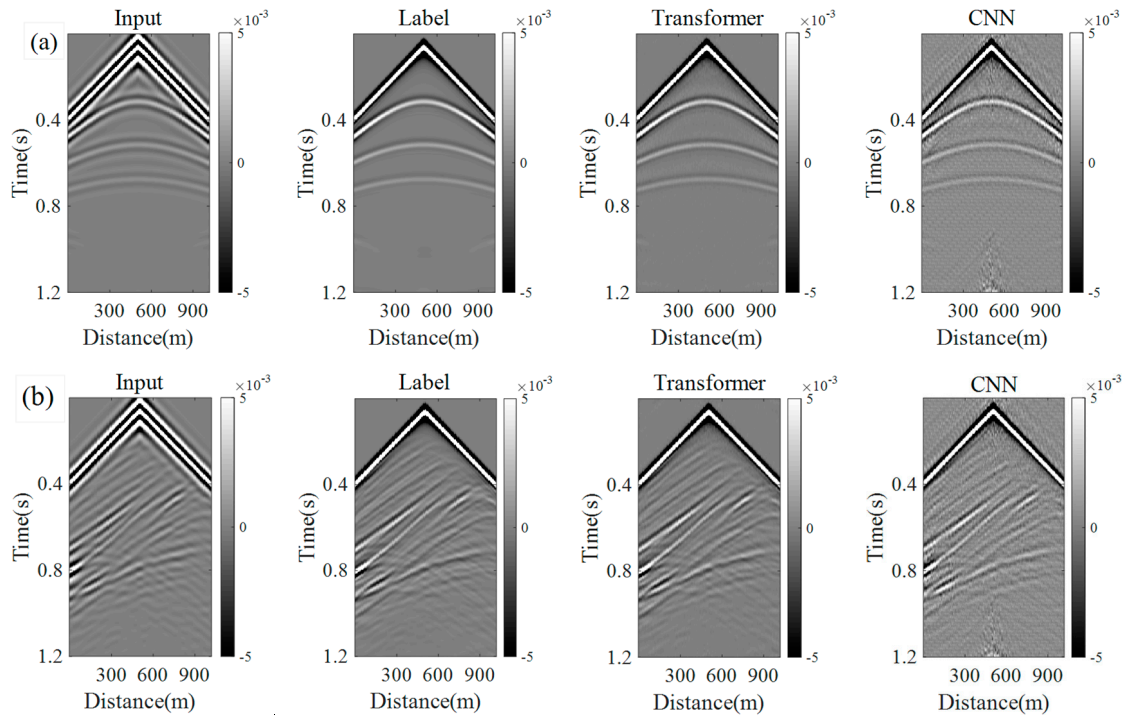 (a)
Input
Label
Transformer
CNN
×10⁻³
×10⁻³
×10⁻³
×10⁻³
5
5
5
5
Time(s)
0.4
0.8
1.2
0
-5
Time(s)
0.4
0.8
1.2
0
-5
Time(s)
0.4
0.8
1.2
0
-5
Time(s)
0.4
0.8
1.2
0
-5
300 600 900
300 600 900
300 600 900
300 600 900
Distance(m)
Distance(m)
Distance(m)
Distance(m)
(b)
Input
Label
Transformer
CNN
×10⁻³
×10⁻³
×10⁻³
×10⁻³
5
5
5
5
Time(s)
0.4
0.8
1.2
0
-5
Time(s)
0.4
0.8
1.2
0
-5
Time(s)
0.4
0.8
1.2
0
-5
Time(s)
0.4
0.8
1.2
0
-5
300 600 900
300 600 900
300 600 900
300 600 900
Distance(m)
Distance(m)
Distance(m)
Distance(m)